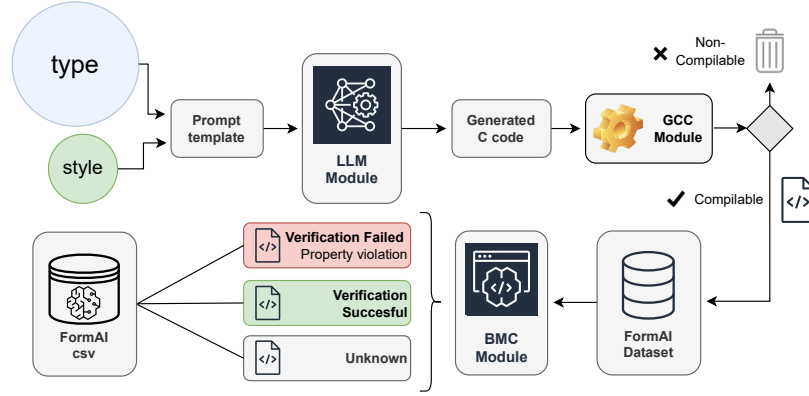 type
style
Prompt
template
LLM
Module
Generated
C code
GCC
Module
Non-
Compilable
Compilable
</>
FormAI
Dataset
</>
BMC
Module
</>
Verification Failed
Property violation
</>
Verification
Succesful
</>
Unknown
FormAI
csv